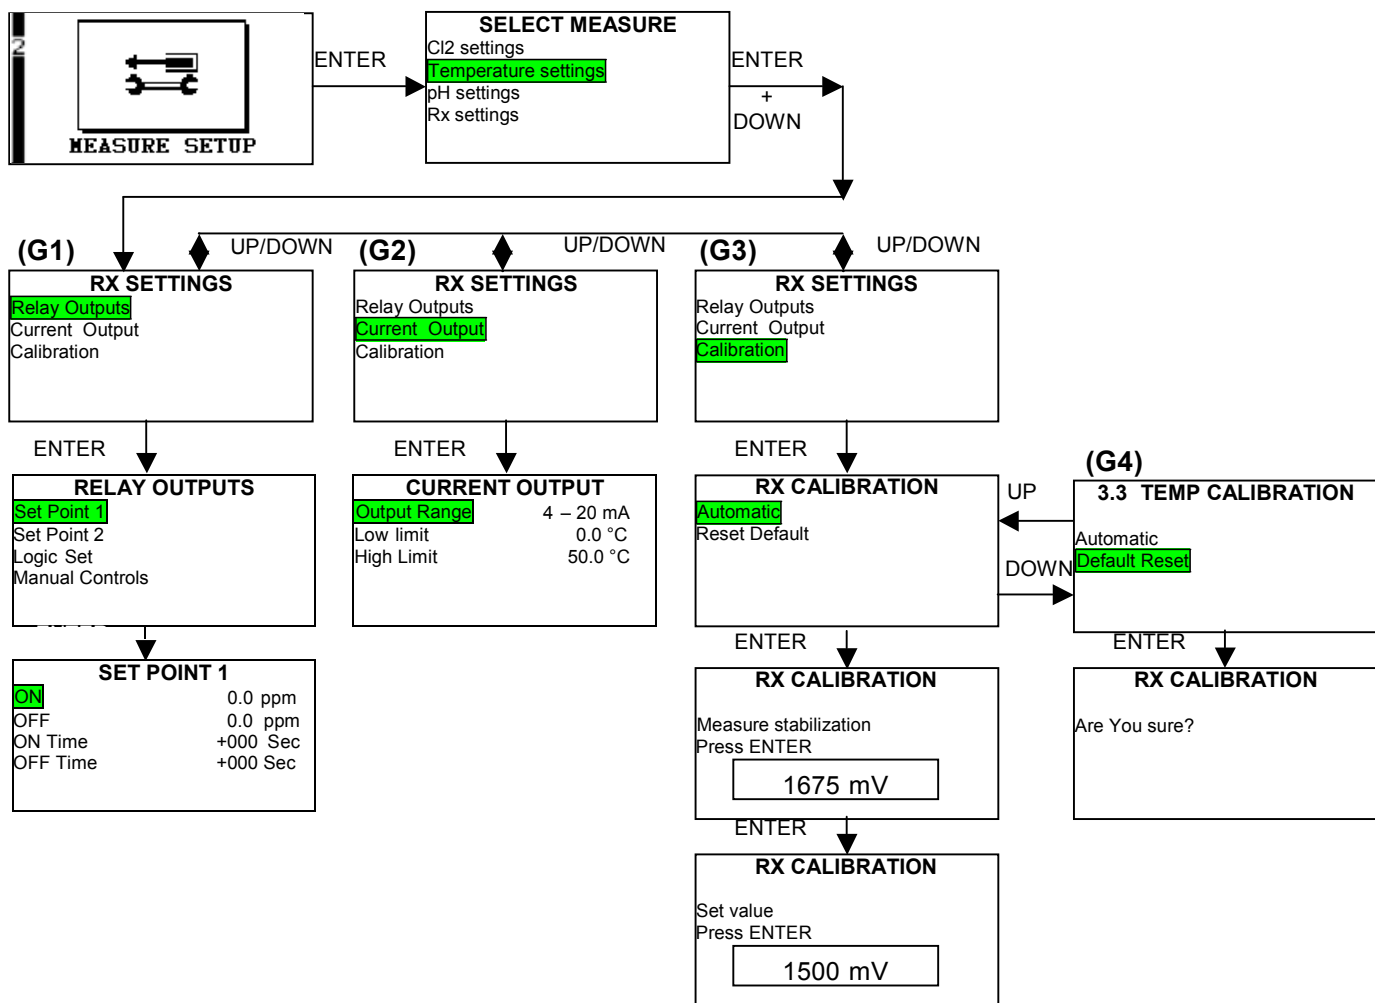 2
MEASURE SETUP
ENTER
SELECT MEASURE
Cl2 settings
Temperature settings
pH settings
Rx settings
ENTER
+
DOWN
(G1)
UP/DOWN
(G2)
UP/DOWN
(G3)
UP/DOWN
RX SETTINGS
Relay Outputs
Current Output
Calibration
RX SETTINGS
Relay Outputs
Current Output
Calibration
RX SETTINGS
Relay Outputs
Current Output
Calibration
ENTER
ENTER
ENTER
RELAY OUTPUTS
Set Point 1
Set Point 2
Logic Set
Manual Controls
CURRENT OUTPUT
Output Range 4 – 20 mA
Low limit 0.0 °C
High Limit 50.0 °C
RX CALIBRATION
Automatic
Reset Default
UP
DOWN
(G4)
3.3 TEMP CALIBRATION
Automatic
Default Reset
SET POINT 1
ON 0.0 ppm
OFF 0.0 ppm
ON Time +000 Sec
OFF Time +000 Sec
ENTER
RX CALIBRATION
Measure stabilization
Press ENTER
1675 mV
ENTER
RX CALIBRATION
Are You sure?
ENTER
RX CALIBRATION
Set value
Press ENTER
1500 mV